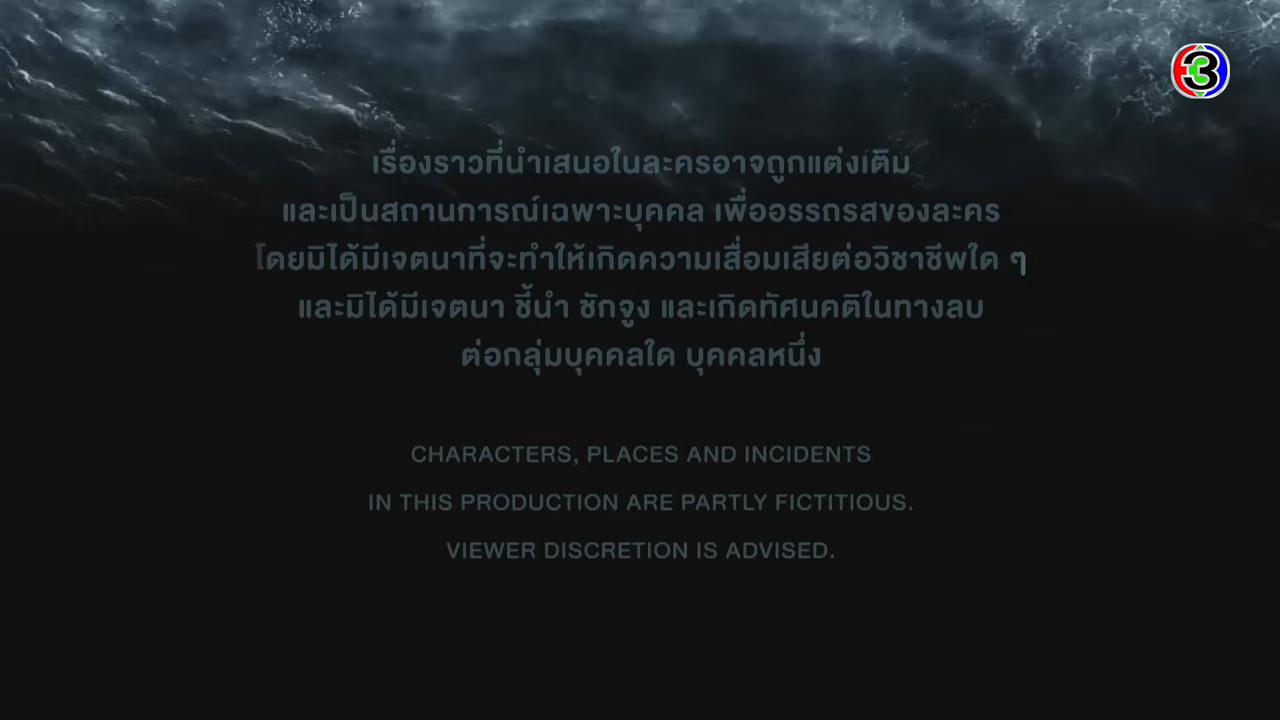 3
เรื่องราวที่นำเสนอในละครอาจถูกแต่งเติม
และเป็นสถานการณ์เฉพาะบุคคล เพื่ออรรถรสของละคร
โดยมิได้มีเจตนาที่จะทำให้เกิดความเสื่อมเสียต่อวิชาชีพใด ๆ
และมิได้มีเจตนา ชี้นำ ชักจูง และเกิดทัศนคติในทางลบ
ต่อกลุ่มบุคคลใด บุคคลหนึ่ง
CHARACTERS, PLACES AND INCIDENTS
IN THIS PRODUCTION ARE PARTLY FICTITIOUS.
VIEWER DISCRETION IS ADVISED.